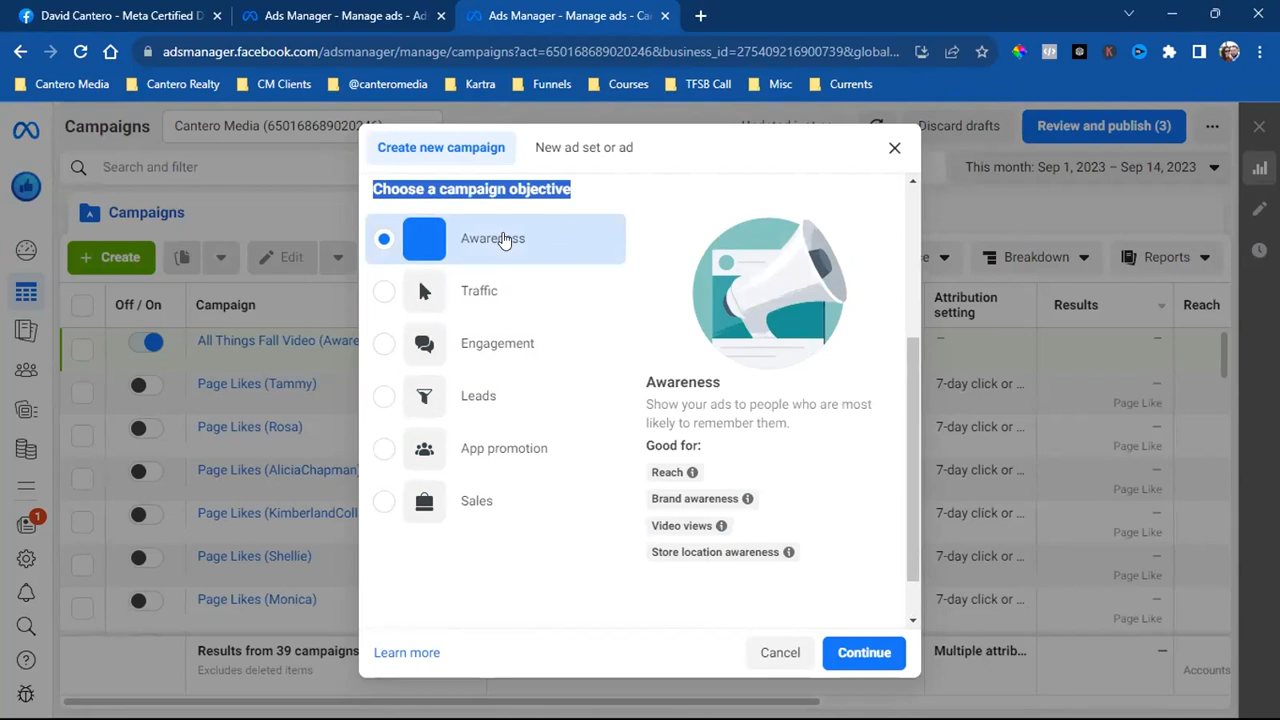 David Cantero - Meta Certified D
Ads Manager - Manage ads - Ad
Ads Manager - Manage ads - Ca
adsmanager.facebook.com/adsmanager/manage/campaigns?act=650168689020246&business_id=2754092169007​39&global...
Cantero Media
Cantero Realty
CM Clients
@canteromedia
Kartra
Funnels
Courses
TFSB Call
Misc
Currents
Campaigns
Cantero Media (650168689020246)
Discard drafts
Review and publish (3)
Search and filter
This month: Sep 1, 2023 – Sep 14, 2023
Campaigns
Create
Edit
Breakdown
Reports
Off / On
Campaign
Attribution
setting
Results
Reach
All Things Fall Video (Aware
–
–
Page Likes (Tammy)
7-day click or ...
–
Page Like
Page Likes (Rosa)
7-day click or ...
–
Page Like
Page Likes (AliciaChapman)
7-day click or ...
–
Page Like
Page Likes (KimberlandColl
7-day click or ...
–
Page Like
Page Likes (Shellie)
7-day click or ...
–
Page Like
Page Likes (Monica)
7-day click or ...
–
Page Like
Results from 39 campaigns
Excludes deleted items
Multiple attrib...
–
Accounts
1
Create new campaign
New ad set or ad
Choose a campaign objective
Awareness
Traffic
Engagement
Leads
App promotion
Sales
Awareness
Show your ads to people who are most
likely to remember them.
Good for:
Reach
Brand awareness
Video views
Store location awareness
Learn more
Cancel
Continue